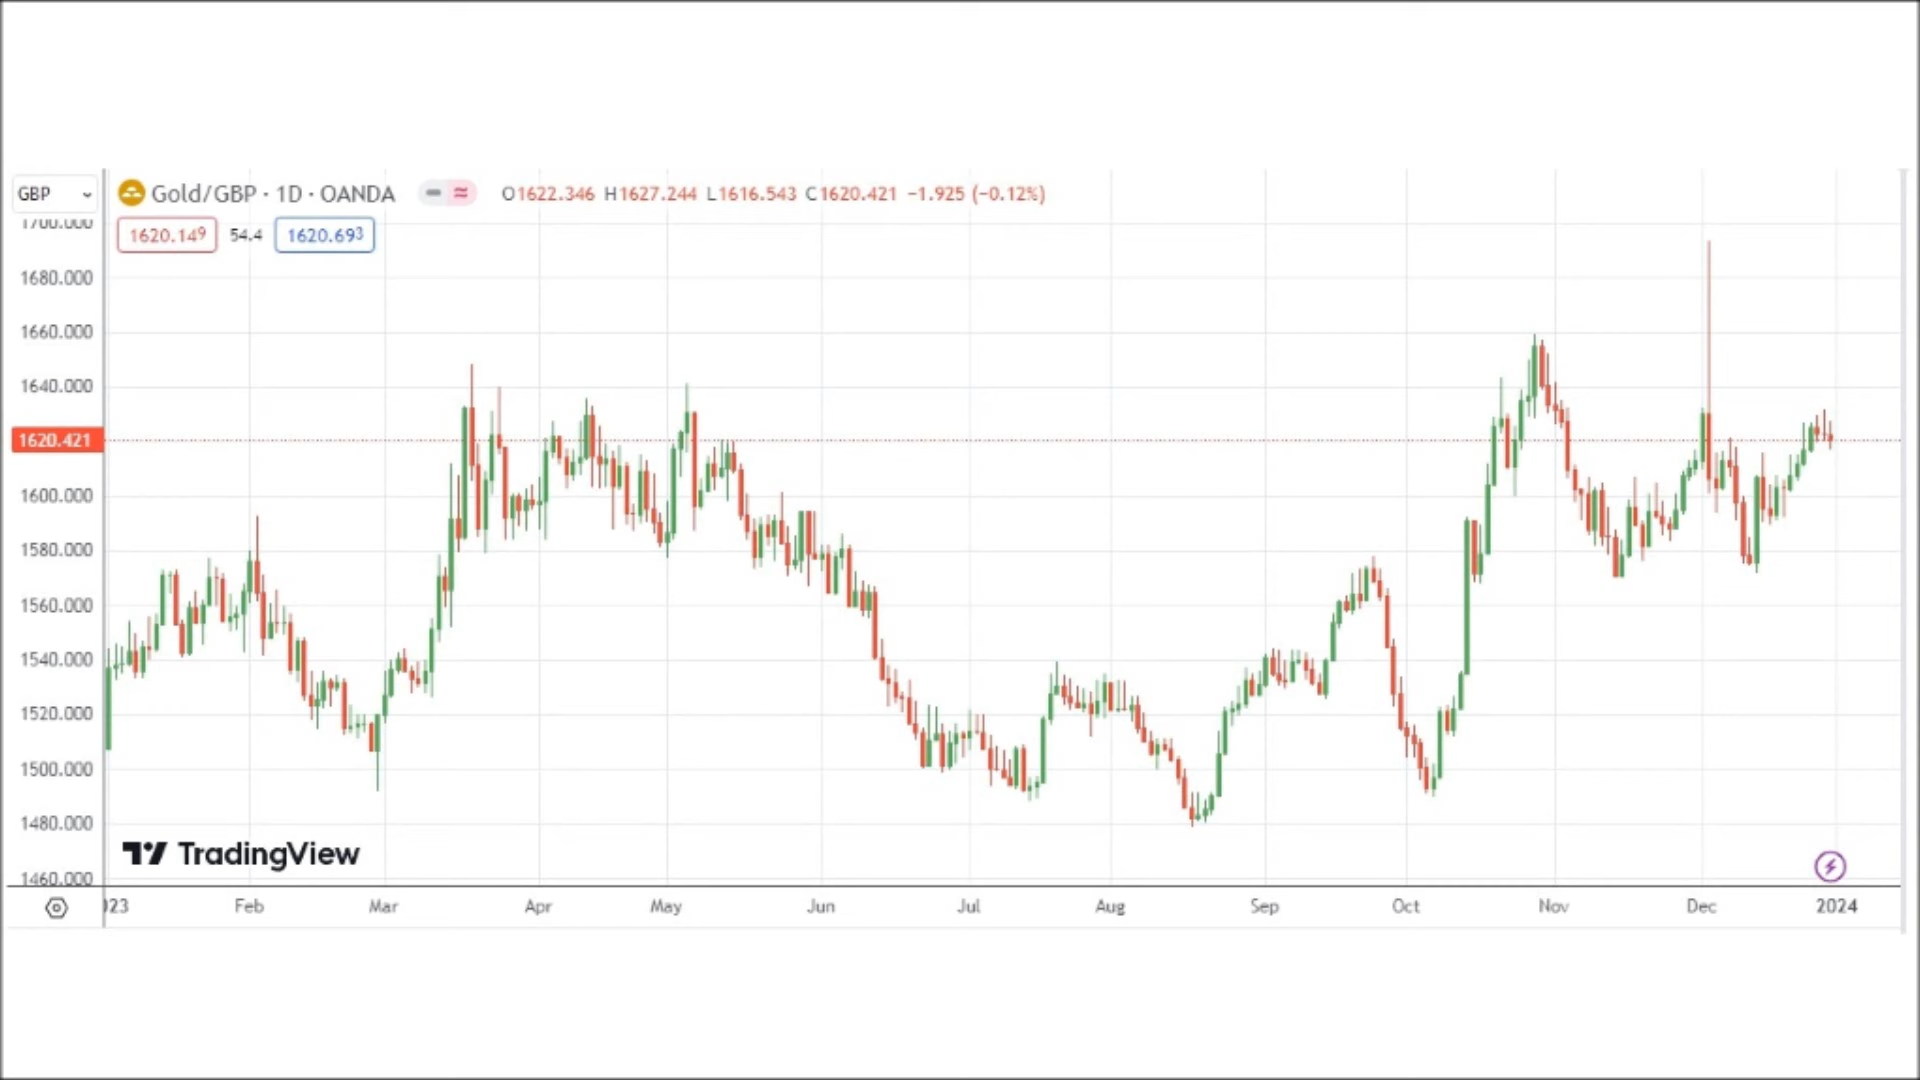 GBP
Gold/GBP · 1D · OANDA O1622.346 H1627.244 L1616.543 C1620.421 −1.925 (−0.12%)
1700.000
1620.149 54.4 1620.693
1680.000
1660.000
1640.000
1620.421
1600.000
1580.000
1560.000
1540.000
1520.000
1500.000
1480.000
TradingView
1460.000
023 Feb Mar Apr May Jun Jul Aug Sep Oct Nov Dec 2024